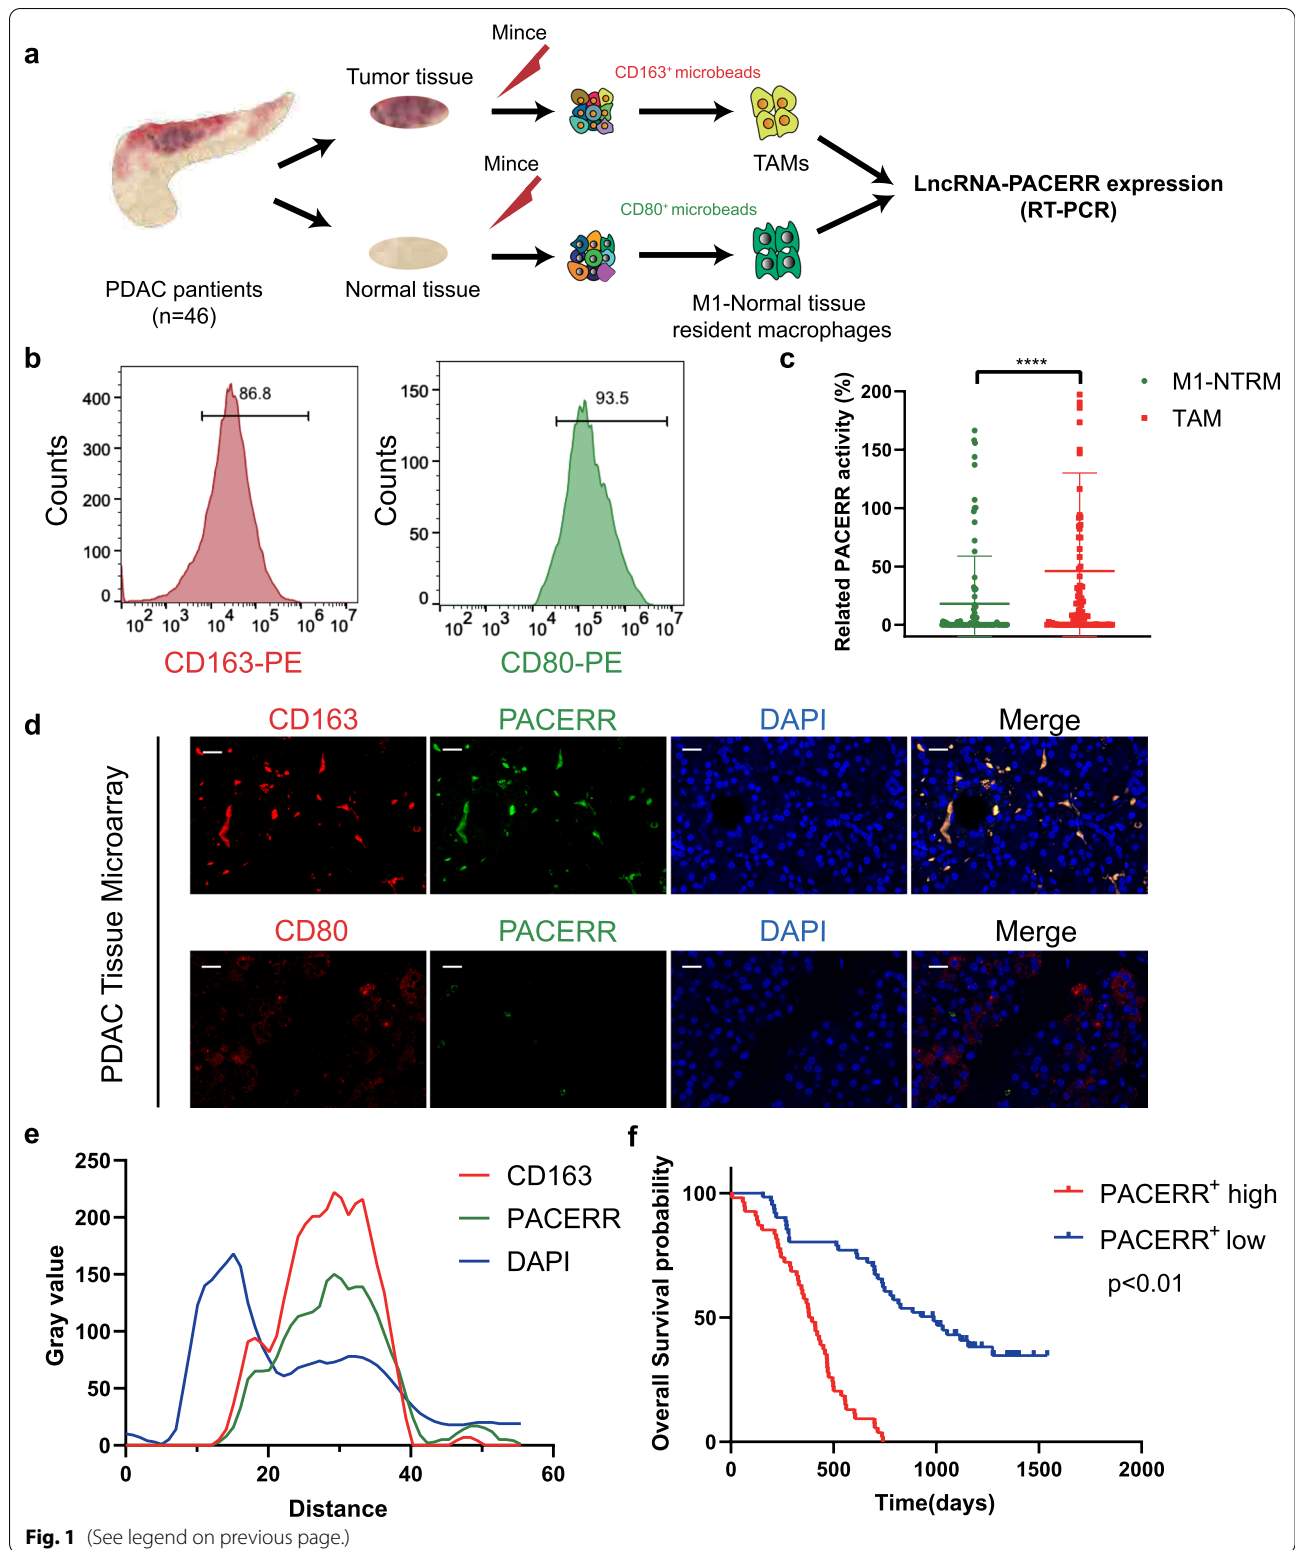 a
Mince
Tumor tissue
CD163+ microbeads
TAMs
Mince
LncRNA-PACERR expression
(RT-PCR)
CD80+ microbeads
PDAC pantients
(n=46)
Normal tissue
M1-Normal tissue
resident macrophages
b
86.8
400
300
200
100
0
Counts
10^2 10^3 10^4 10^5 10^6 10^7
CD163-PE
93.5
150
100
50
0
Counts
10^2 10^3 10^4 10^5 10^6 10^7
CD80-PE
c
****
M1-NTRM
TAM
Related PACERR activity (%)
200
150
100
50
0
d
PDAC Tissue Microarray
CD163 PACERR DAPI Merge
CD80 PACERR DAPI Merge
e
250
200
150
100
50
0
Gray value
0 20 40 60
Distance
CD163
PACERR
DAPI
f
Overall Survival probability
100
50
0
0 500 1000 1500 2000
Time(days)
PACERR+ high
PACERR+ low
p<0.01
Fig. 1 (See legend on previous page.)